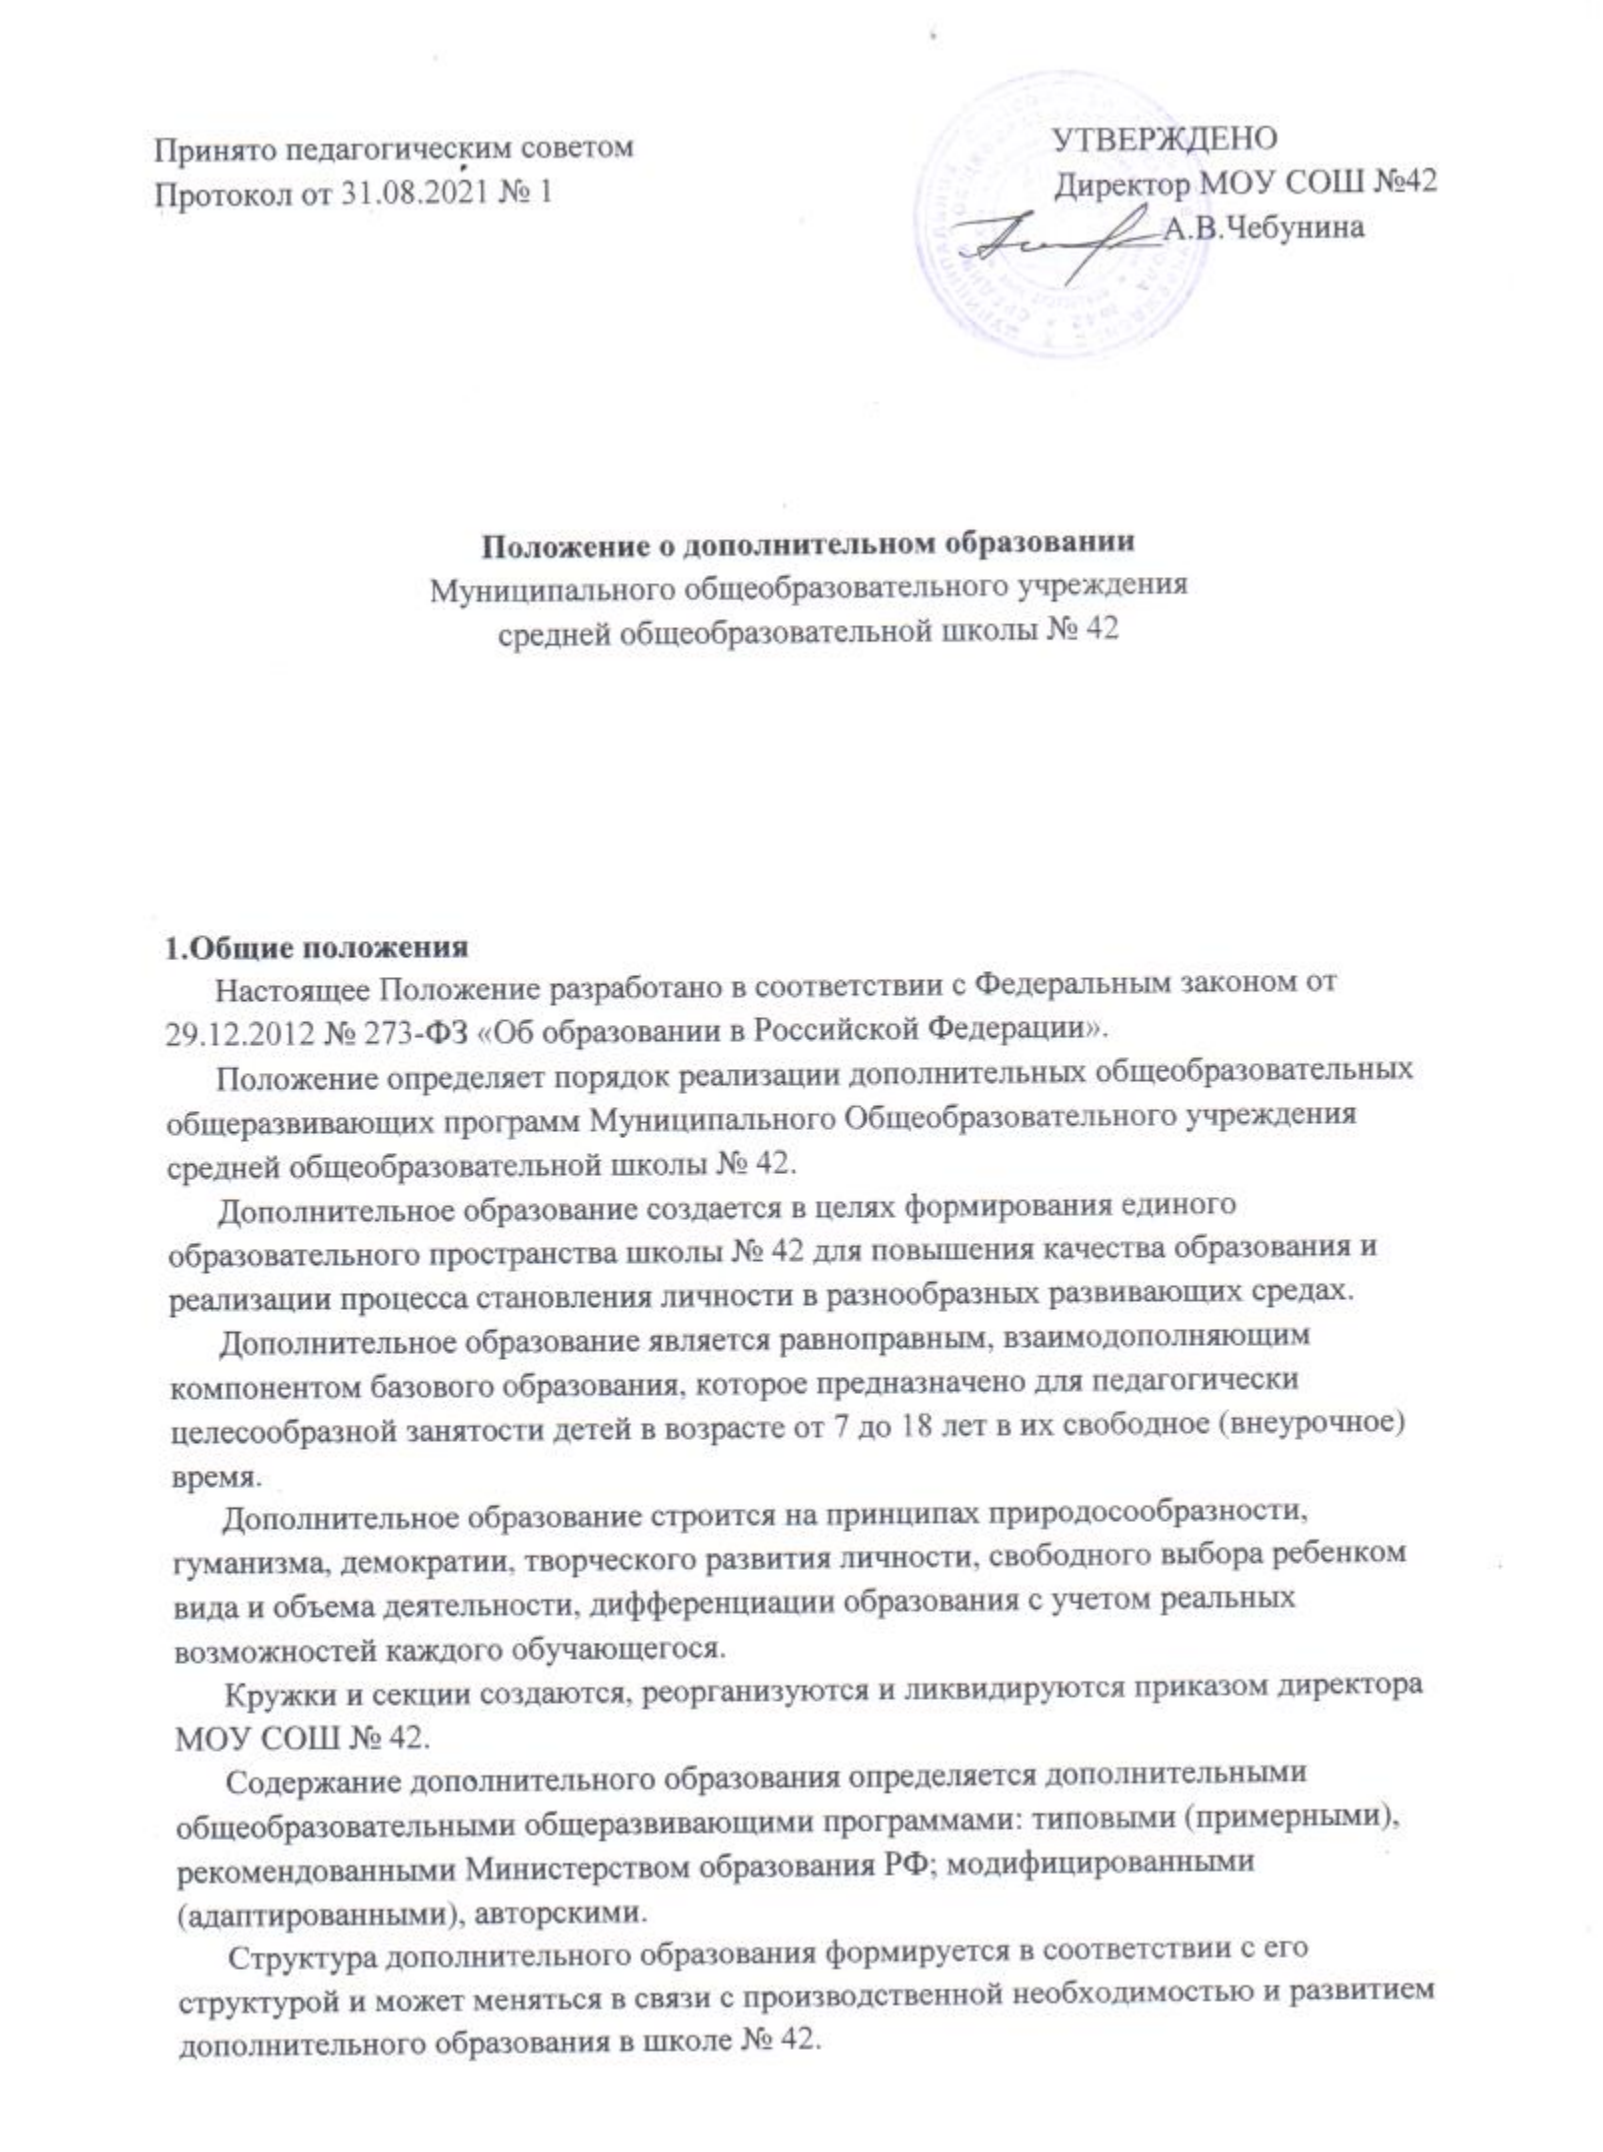 Принято педагогическим советом
Протокол от 31.08.2021 № 1
УТВЕРЖДЕНО
Директор МОУ СОШ №42
А.В.Чебунина
Положение о дополнительном образовании
Муниципального общеобразовательного учреждения
средней общеобразовательной школы № 42
1.Общие положения
Настоящее Положение разработано в соответствии с Федеральным законом от
29.12.2012 № 273-ФЗ «Об образовании в Российской Федерации».
Положение определяет порядок реализации дополнительных общеобразовательных
общеразвивающих программ Муниципального Общеобразовательного учреждения
средней общеобразовательной школы № 42.
Дополнительное образование создается в целях формирования единого
образовательного пространства школы № 42 для повышения качества образования и
реализации процесса становления личности в разнообразных развивающих средах.
Дополнительное образование является равноправным, взаимодополняющим
компонентом базового образования, которое предназначено для педагогически
целесообразной занятости детей в возрасте от 7 до 18 лет в их свободное (внеурочное)
время.
Дополнительное образование строится на принципах природосообразности,
гуманизма, демократии, творческого развития личности, свободного выбора ребенком
вида и объема деятельности, дифференциации образования с учетом реальных
возможностей каждого обучающегося.
Кружки и секции создаются, реорганизуются и ликвидируются приказом директора
МОУ СОШ № 42.
Содержание дополнительного образования определяется дополнительными
общеобразовательными общеразвивающими программами: типовыми (примерными),
рекомендованными Министерством образования РФ; модифицированными
(адаптированными), авторскими.
Структура дополнительного образования формируется в соответствии с его
структурой и может меняться в связи с производственной необходимостью и развитием
дополнительного образования в школе № 42.